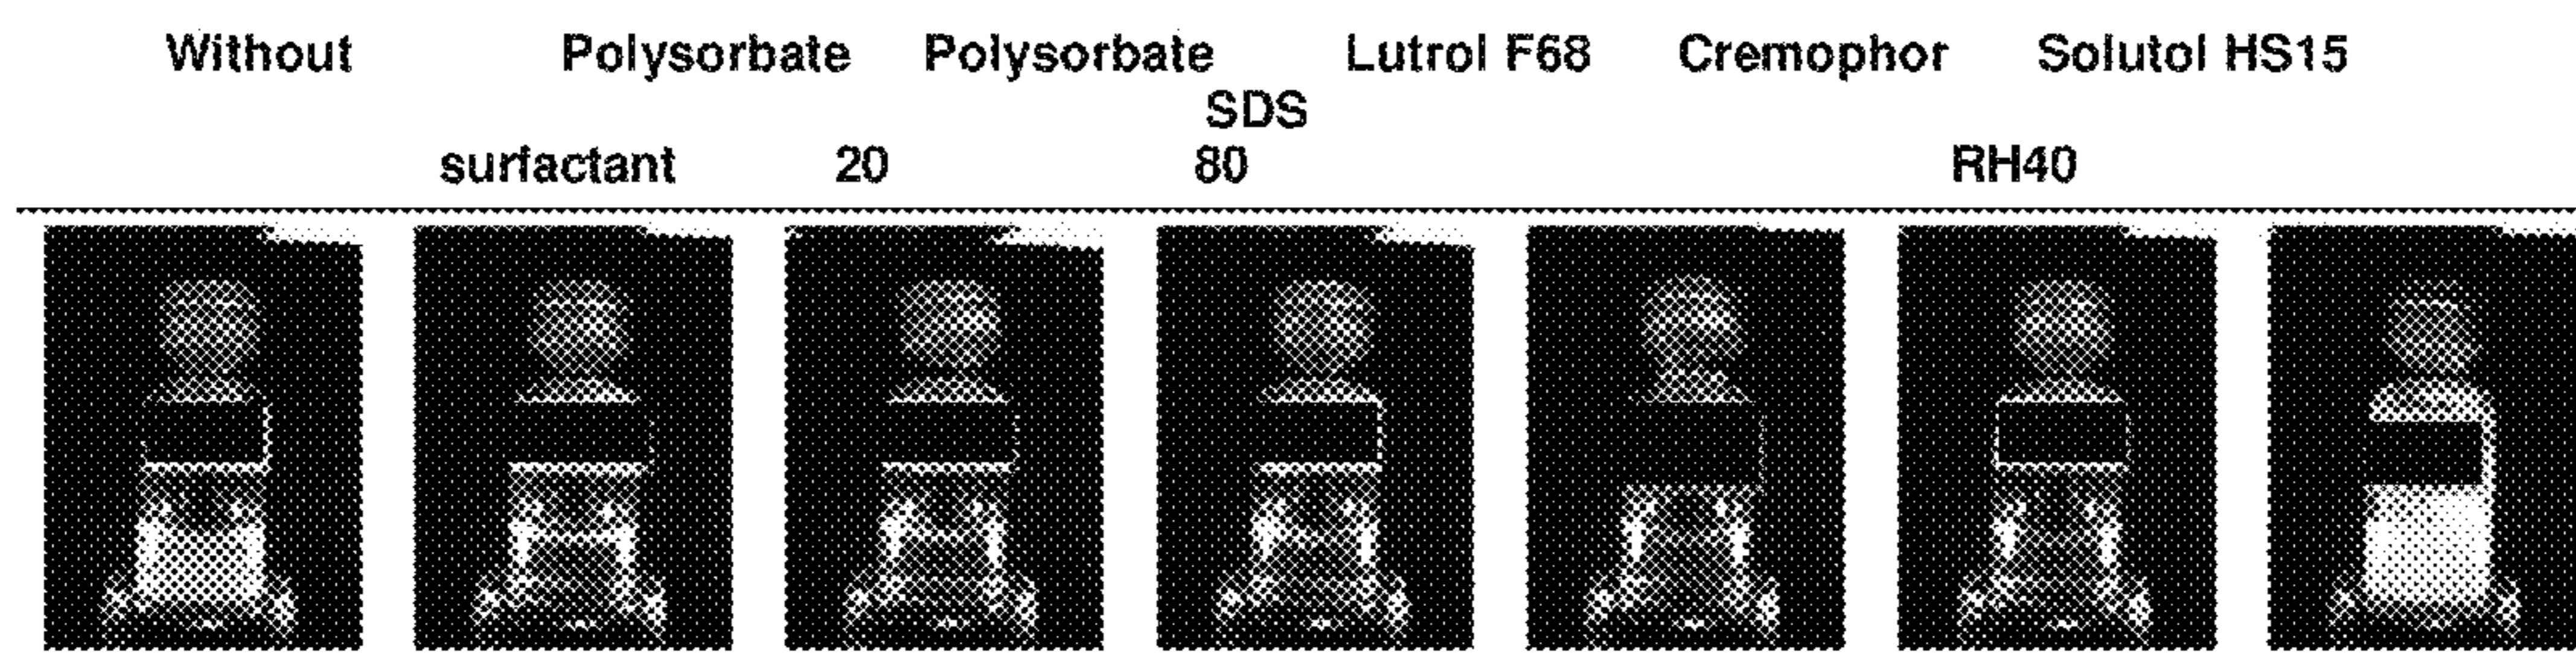 Without Polysorbate Polysorbate Lutrol F68 Cremophor Solutol HS15
SDS
surfactant 20 80 RH40